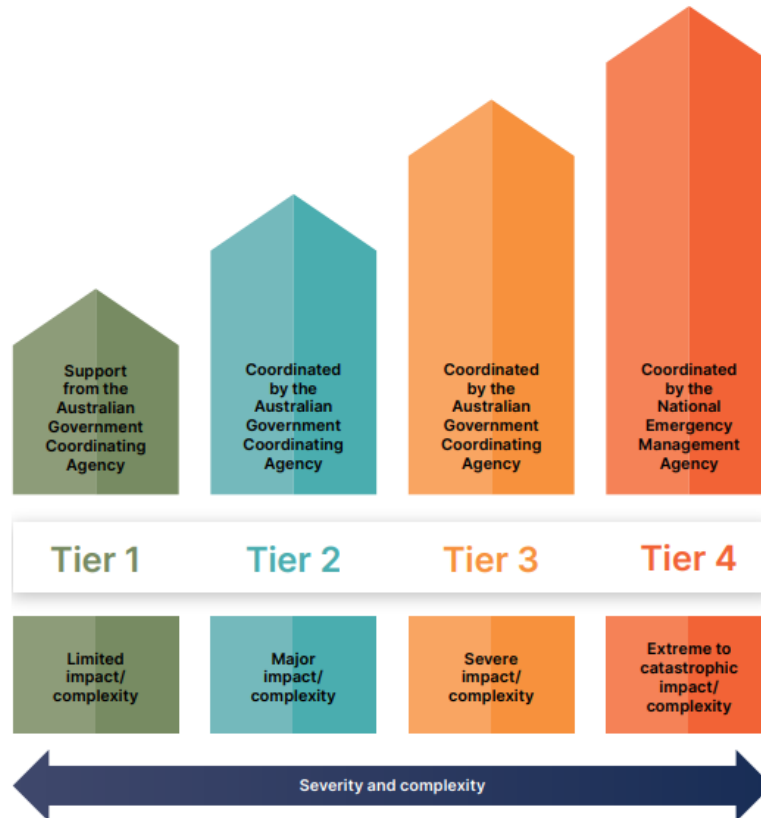 Support
from the
Australian
Government
Coordinating
Agency
Coordinated
by the
Australian
Government
Coordinating
Agency
Coordinated
by the
Australian
Government
Coordinating
Agency
Coordinated
by the
National
Emergency
Management
Agency
Tier 1
Tier 2
Tier 3
Tier 4
Limited
impact/
complexity
Major
impact/
complexity
Severe
impact/
complexity
Extreme to
catastrophic
impact/
complexity
Severity and complexity